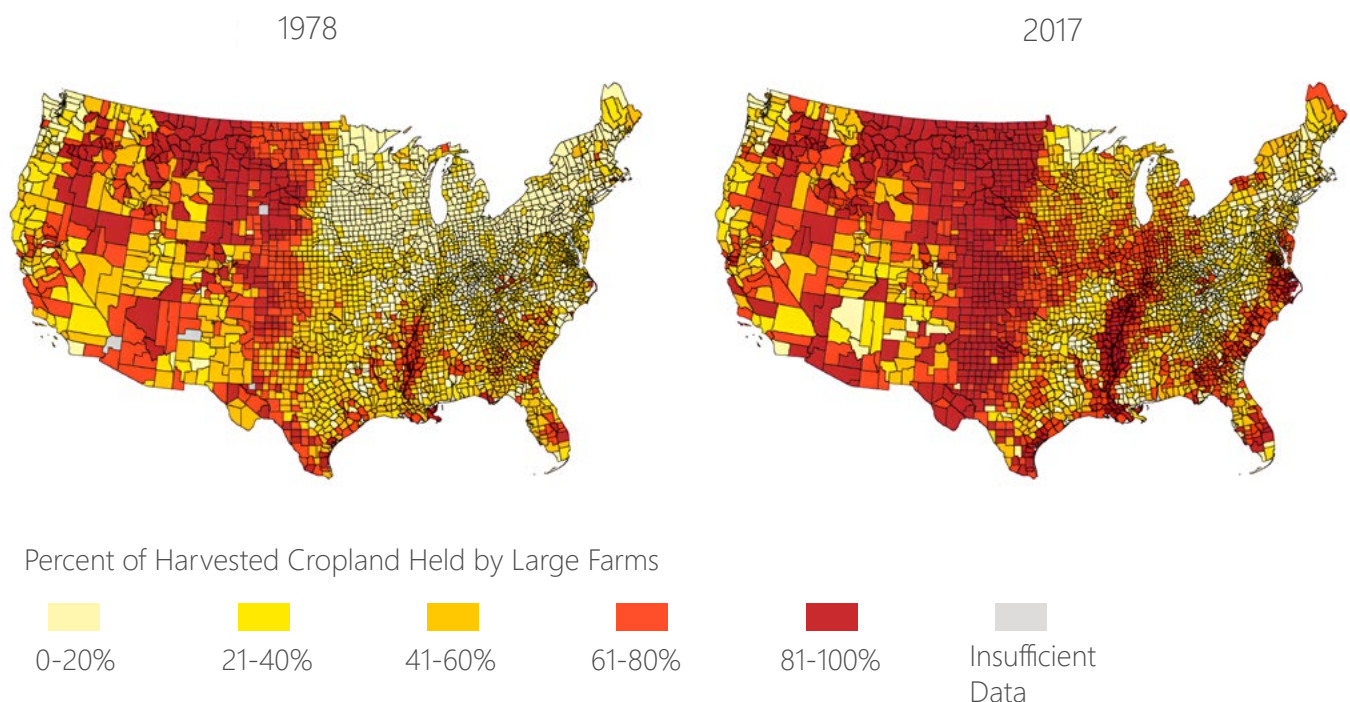 1978
2017
Percent of Harvested Cropland Held by Large Farms
0-20%
21-40%
41-60%
61-80%
81-100%
Insufficient
Data